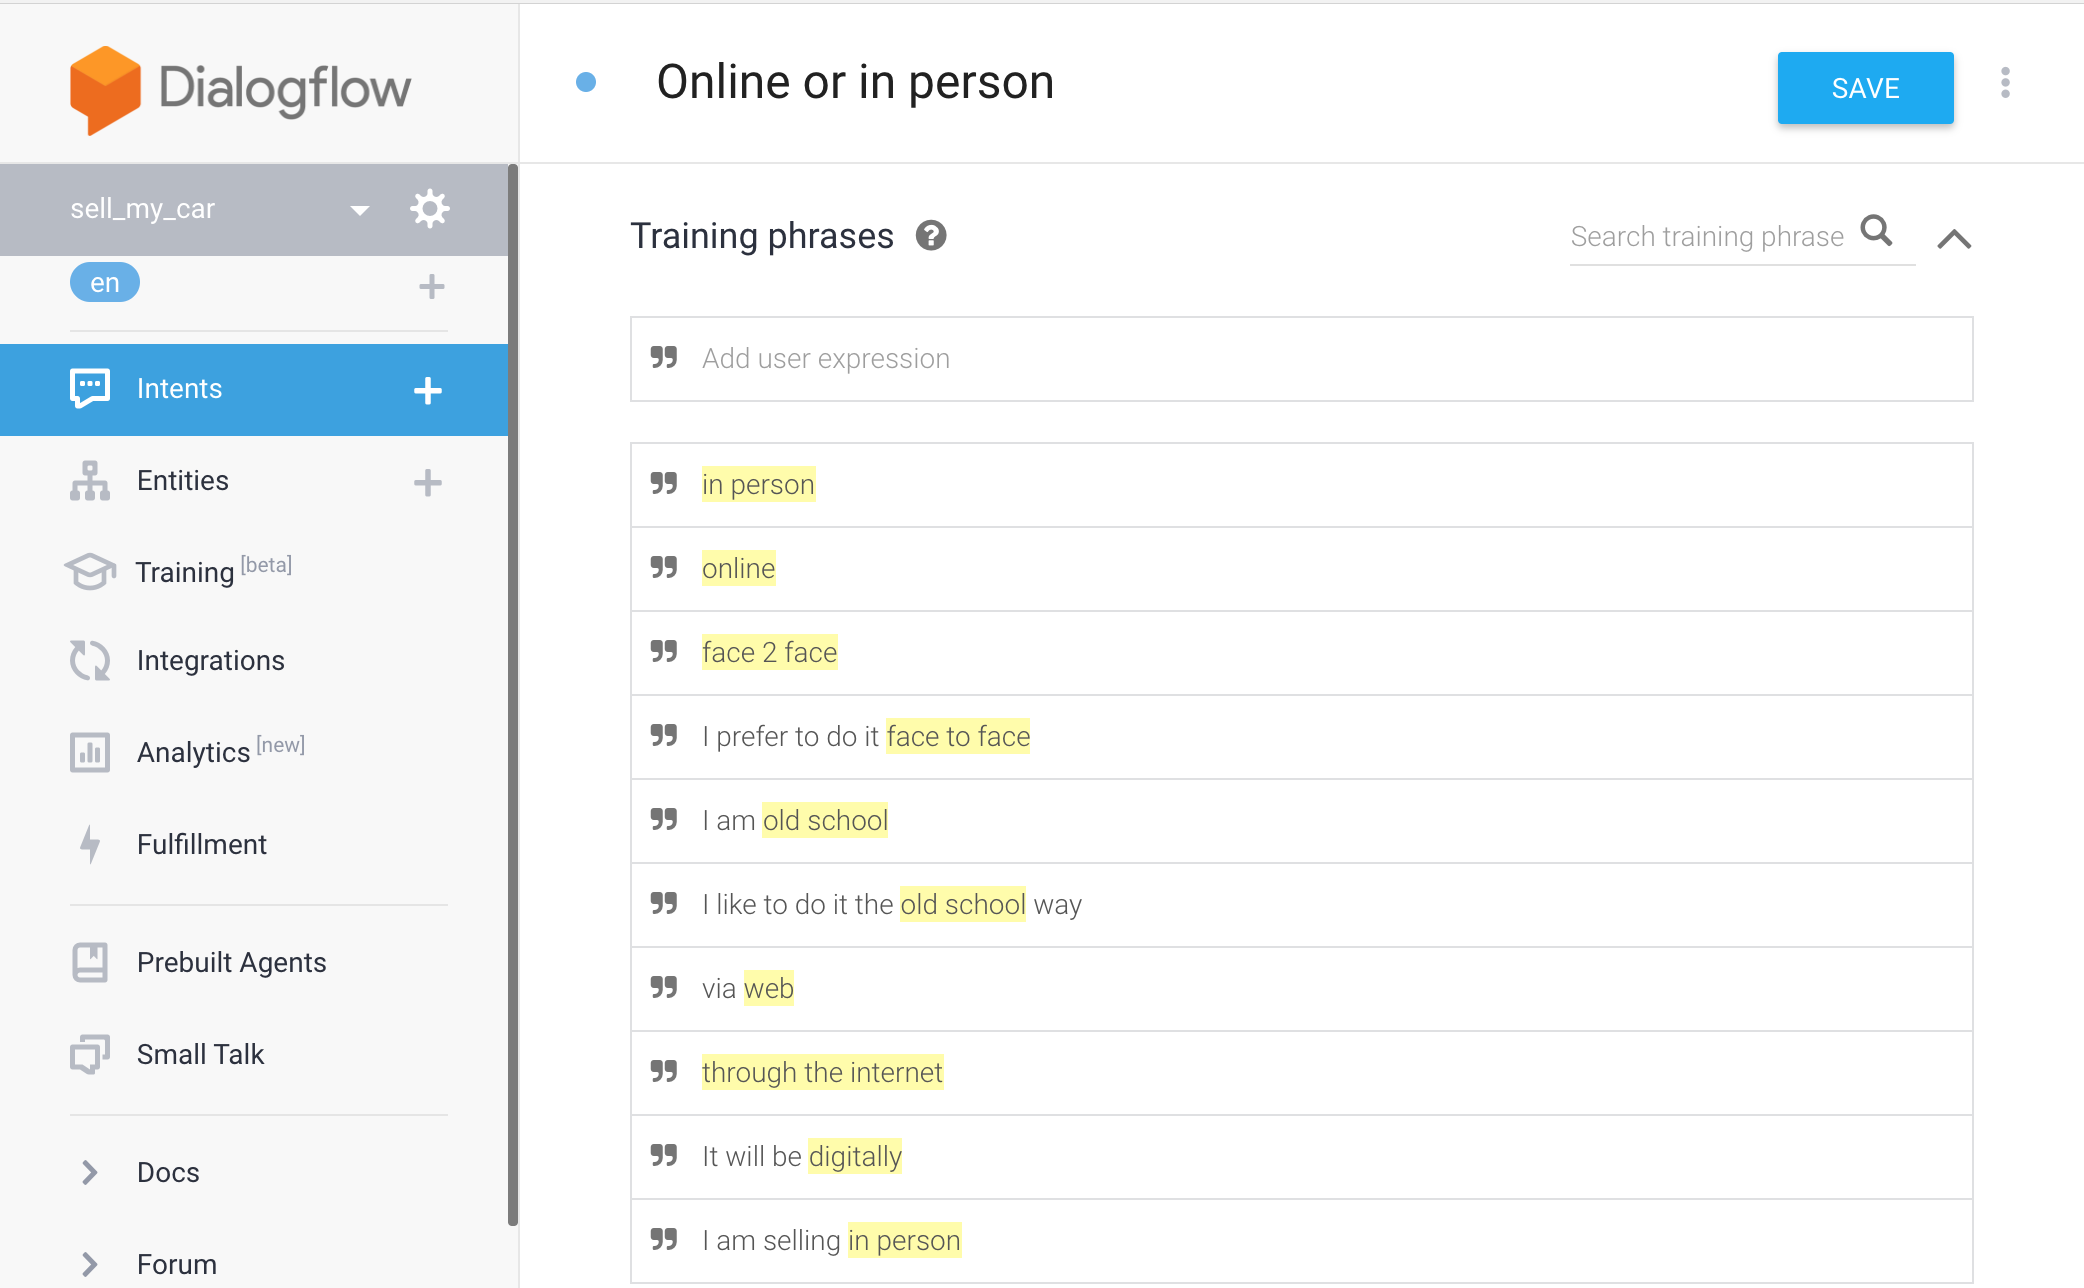 Dialogflow
Online or in person
SAVE
sell_my_car
en
Intents
Entities
Training [beta]
Integrations
Analytics [new]
Fulfillment
Prebuilt Agents
Small Talk
Docs
Forum
Training phrases
Search training phrase
Add user expression
in person
online
face 2 face
I prefer to do it face to face
I am old school
I like to do it the old school way
via web
through the internet
It will be digitally
I am selling in person